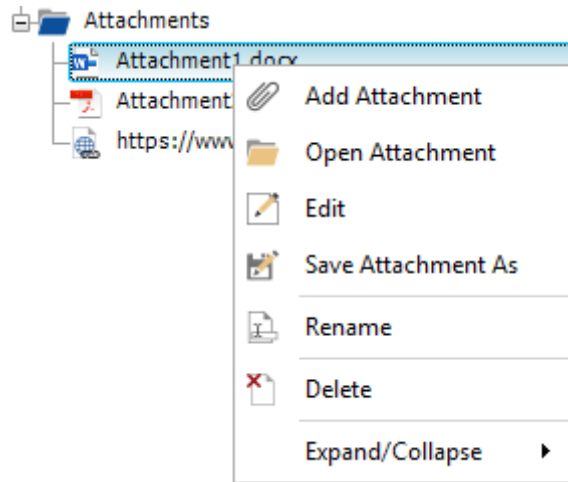 Attachments
Attachment1.docx
Attachment
https://www
Add Attachment
Open Attachment
Edit
Save Attachment As
Rename
Delete
Expand/Collapse